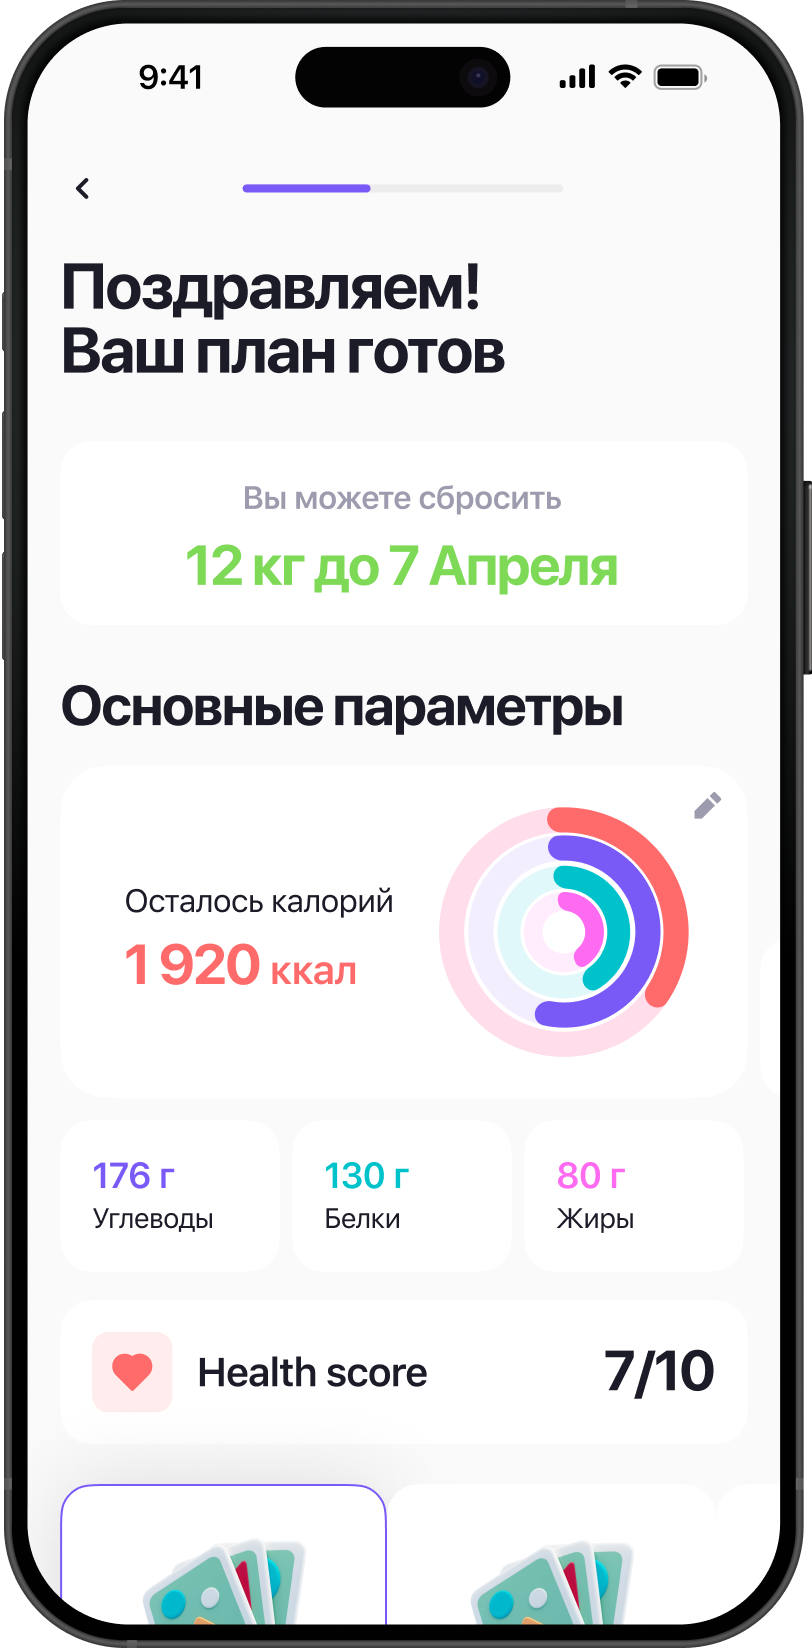 9:41
Поздравляем!
Ваш план готов
Вы можете сбросить
12 кг до 7 Апреля
Основные параметры
Осталось калорий
1 920 ккал
176 г
Углеводы
130 г
Белки
80 г
Жиры
Health score
7/10